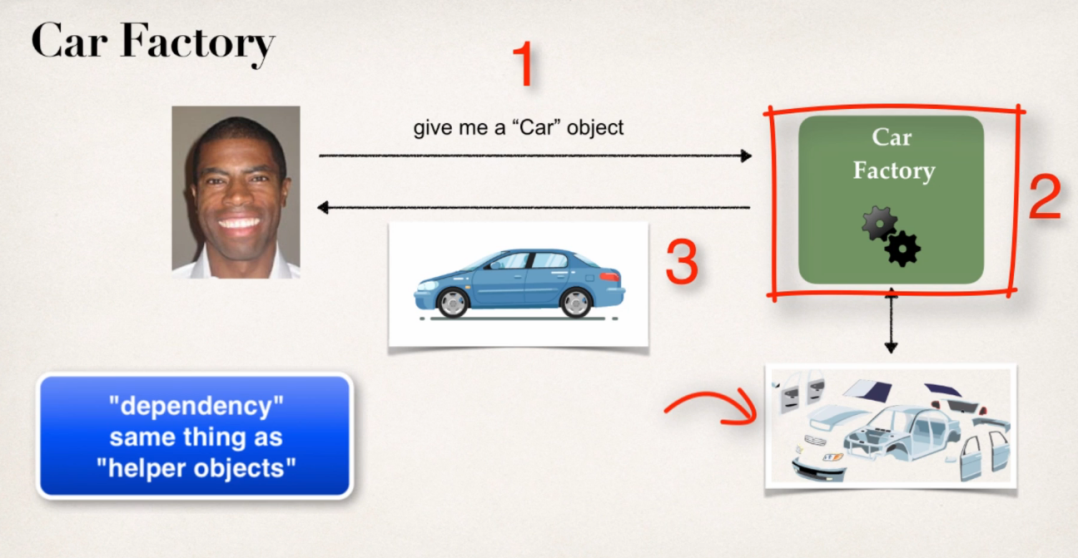 Car Factory
1
give me a “Car” object
Car
Factory
2
3
"dependency"
same thing as
"helper objects"